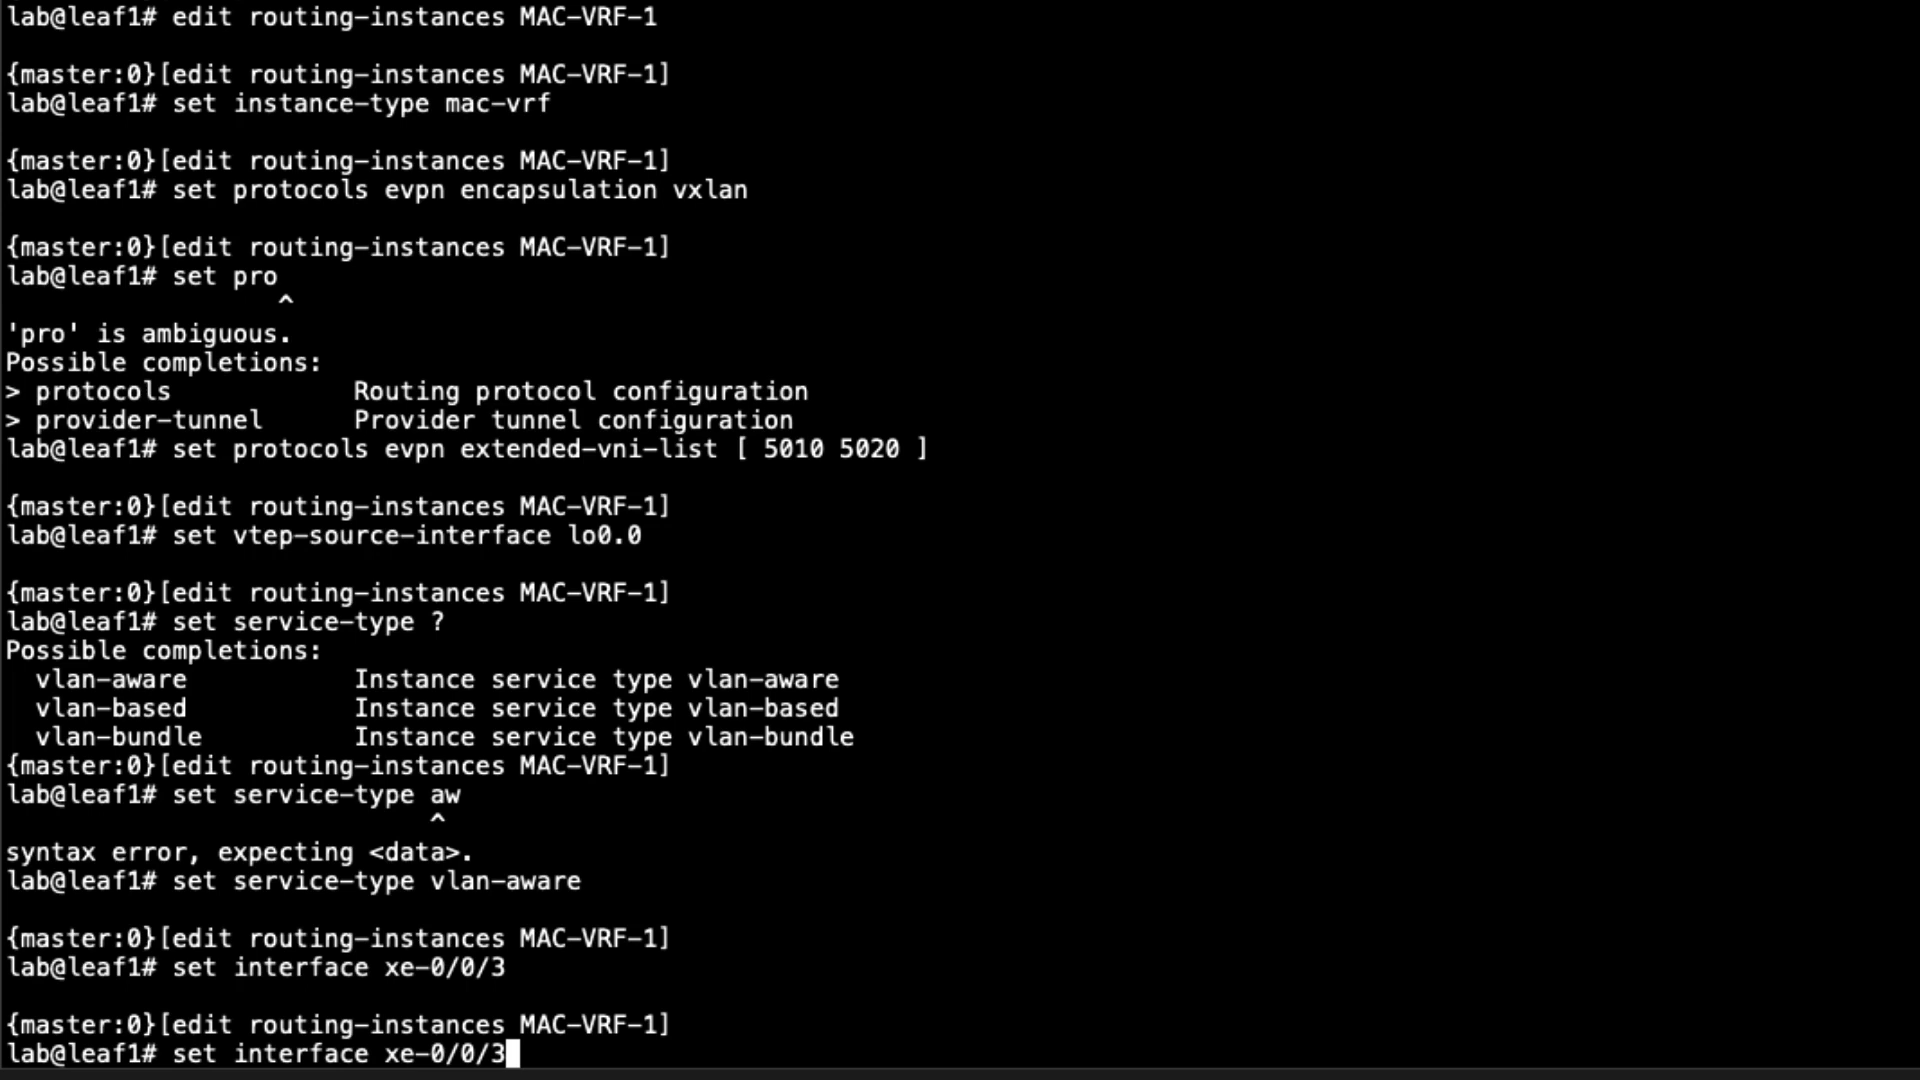 lab@leaf1# edit routing-instances MAC-VRF-1
{master:0}[edit routing-instances MAC-VRF-1]
lab@leaf1# set instance-type mac-vrf
{master:0}[edit routing-instances MAC-VRF-1]
lab@leaf1# set protocols evpn encapsulation vxlan
{master:0}[edit routing-instances MAC-VRF-1]
lab@leaf1# set pro
^
'pro' is ambiguous.
Possible completions:
> protocols            Routing protocol configuration
> provider-tunnel      Provider tunnel configuration
lab@leaf1# set protocols evpn extended-vni-list [ 5010 5020 ]
{master:0}[edit routing-instances MAC-VRF-1]
lab@leaf1# set vtep-source-interface lo0.0
{master:0}[edit routing-instances MAC-VRF-1]
lab@leaf1# set service-type ?
Possible completions:
  vlan-aware           Instance service type vlan-aware
  vlan-based           Instance service type vlan-based
  vlan-bundle          Instance service type vlan-bundle
{master:0}[edit routing-instances MAC-VRF-1]
lab@leaf1# set service-type aw
^
syntax error, expecting <data>.
lab@leaf1# set service-type vlan-aware
{master:0}[edit routing-instances MAC-VRF-1]
lab@leaf1# set interface xe-0/0/3
{master:0}[edit routing-instances MAC-VRF-1]
lab@leaf1# set interface xe-0/0/3